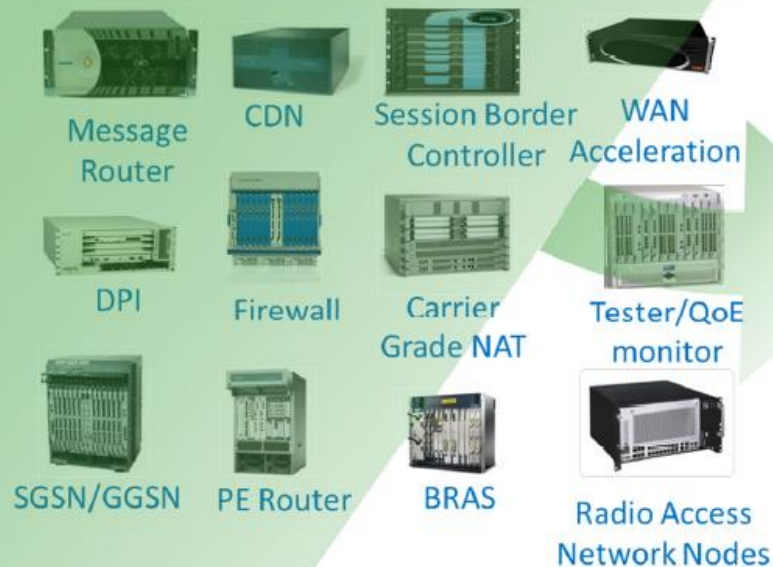 Message
Router
CDN
Session Border
Controller
WAN
Acceleration
DPI
Firewall
Carrier
Grade NAT
Tester/QoE
monitor
SGSN/GGSN
PE Router
BRAS
Radio Access
Network Nodes